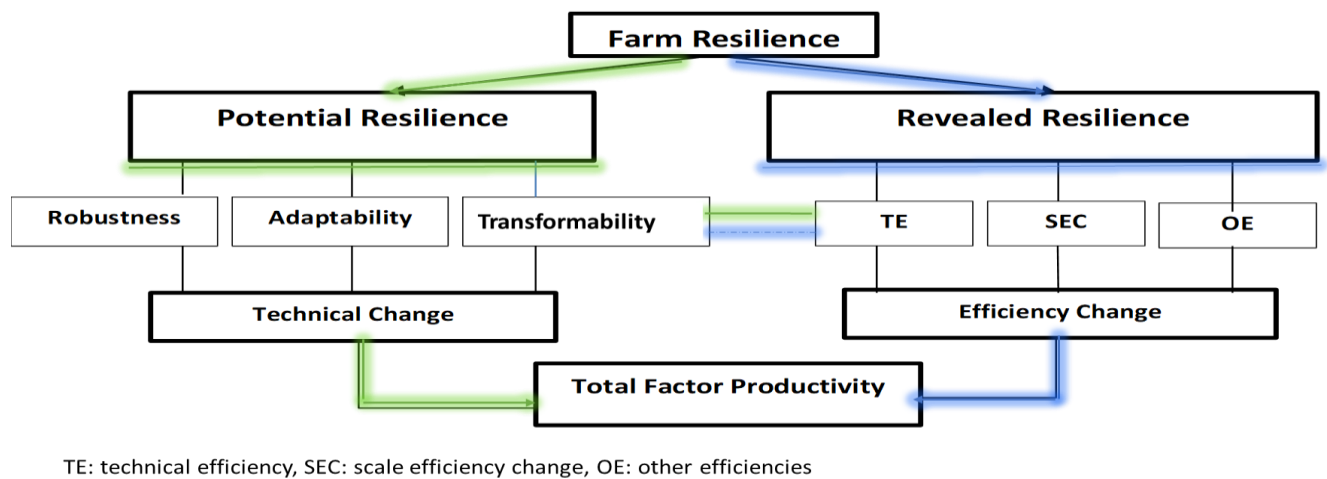 Farm Resilience
Potential Resilience
Revealed Resilience
Robustness
Adaptability
Transformability
TE
SEC
OE
Technical Change
Efficiency Change
Total Factor Productivity
TE: technical efficiency, SEC: scale efficiency change, OE: other efficiencies